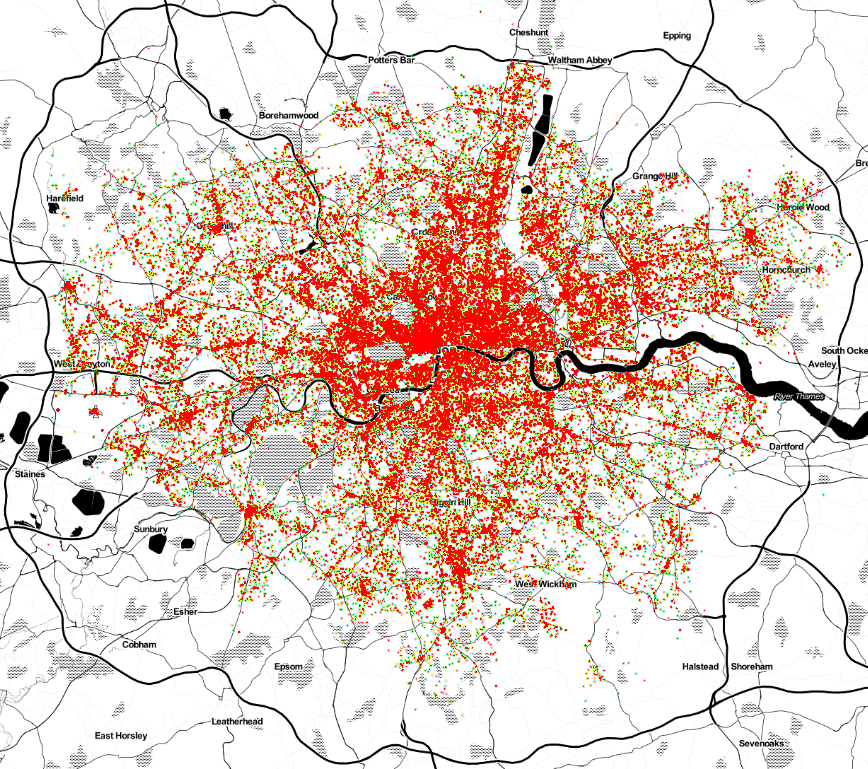 Cheshunt
Epping
Potters Bar
Waltham Abbey
Borehamwood
Grange Hill
Harefield
Harold Wood
Hornchurch
South Ocke
West Drayton
Aveley
River Thames
Dartford
Staines
Sunbury
West Wickham
Esher
Cobham
Epsom
Halstead
Shoreham
Leatherhead
East Horsley
Sevenoaks